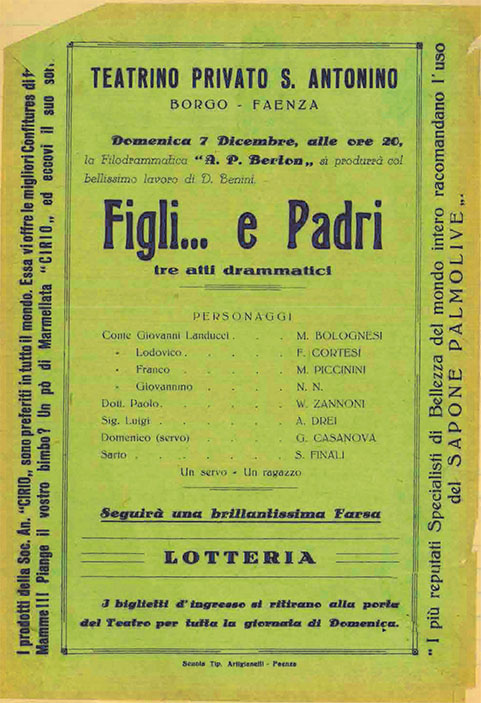 TEATRINO PRIVATO S. ANTONINO
BORGO - FAENZA
Domenica 7 Dicembre, alle ore 20,
la Filodrammatica "A. P. Berton„ si produrrà col
bellissimo lavoro di D. Benini.
Figli... e Padri
tre atti drammatici
PERSONAGGI
Conte Giovanni Landucci . . . M. BOLOGNESI
" Lodovico . . . . . F. CORTESI
" Franco . . . . . M. PICCININI
" Giovannino . . . . N. N.
Dott. Paolo . . . . . . W. ZANNONI
Sig. Luigi . . . . . . A. DREI
Domenico (servo) . . . . . G. CASANOVA
Sarto . . . . . . . S. FINALI
Un servo - Un ragazzo
Seguirà una brillantissima Farsa
LOTTERIA
I biglietti d'ingresso si ritirano alla porta
del Teatro per tutta la giornata di Domenica.
Scuola Tip. Artigianelli - Faenza
I prodotti della Soc. An. "CIRIO„ sono preferiti in tutto il mondo. Essa vi offre le migliori Confitures di
Mamme!!! Piange il vostro bimbo? Un pò di Marmellata "CIRIO„ ed eccovi il suo
"I più reputati Specialisti di Bellezza del mondo intero racomandano l'uso
del SAPONE PALMOLIVE„.